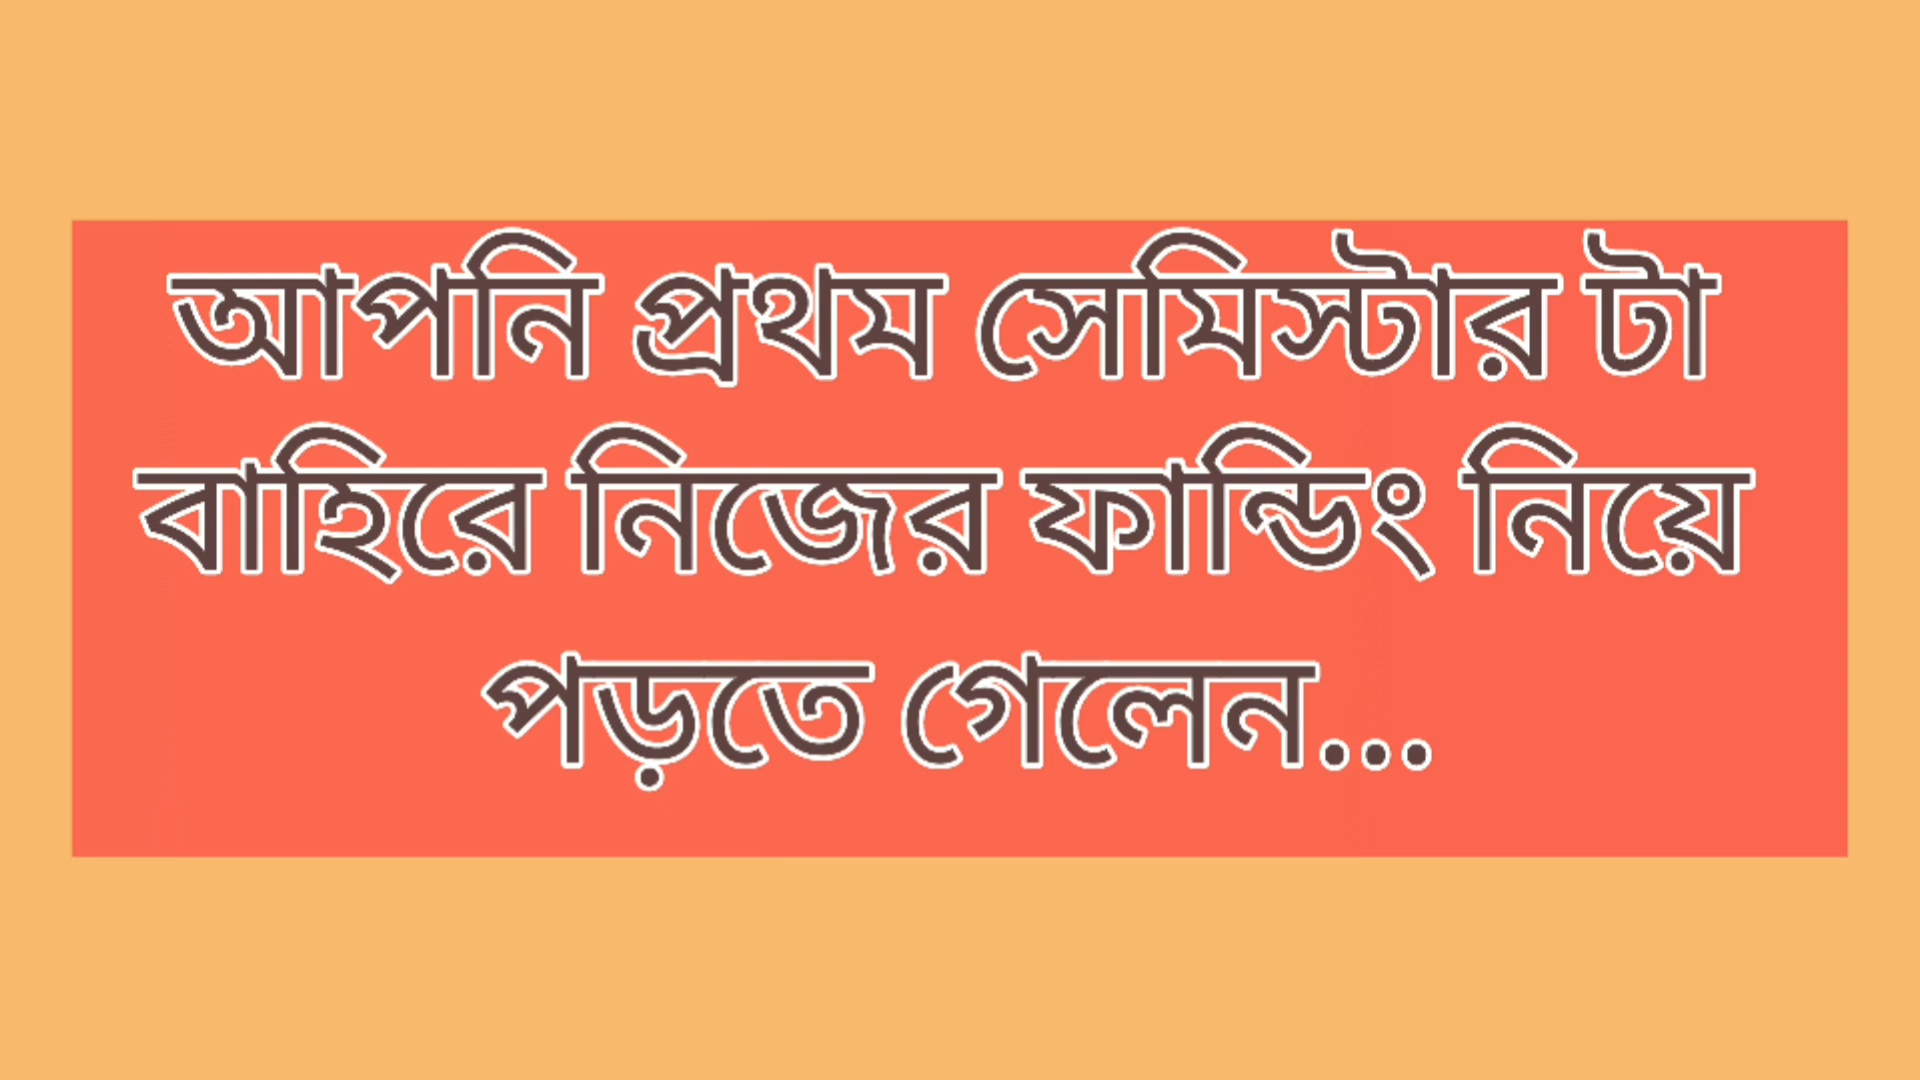 আপনি প্রথম সেমিস্টার টা
বাহিরে নিজের ফান্ডিং নিয়ে
পড়তে গেলেন...